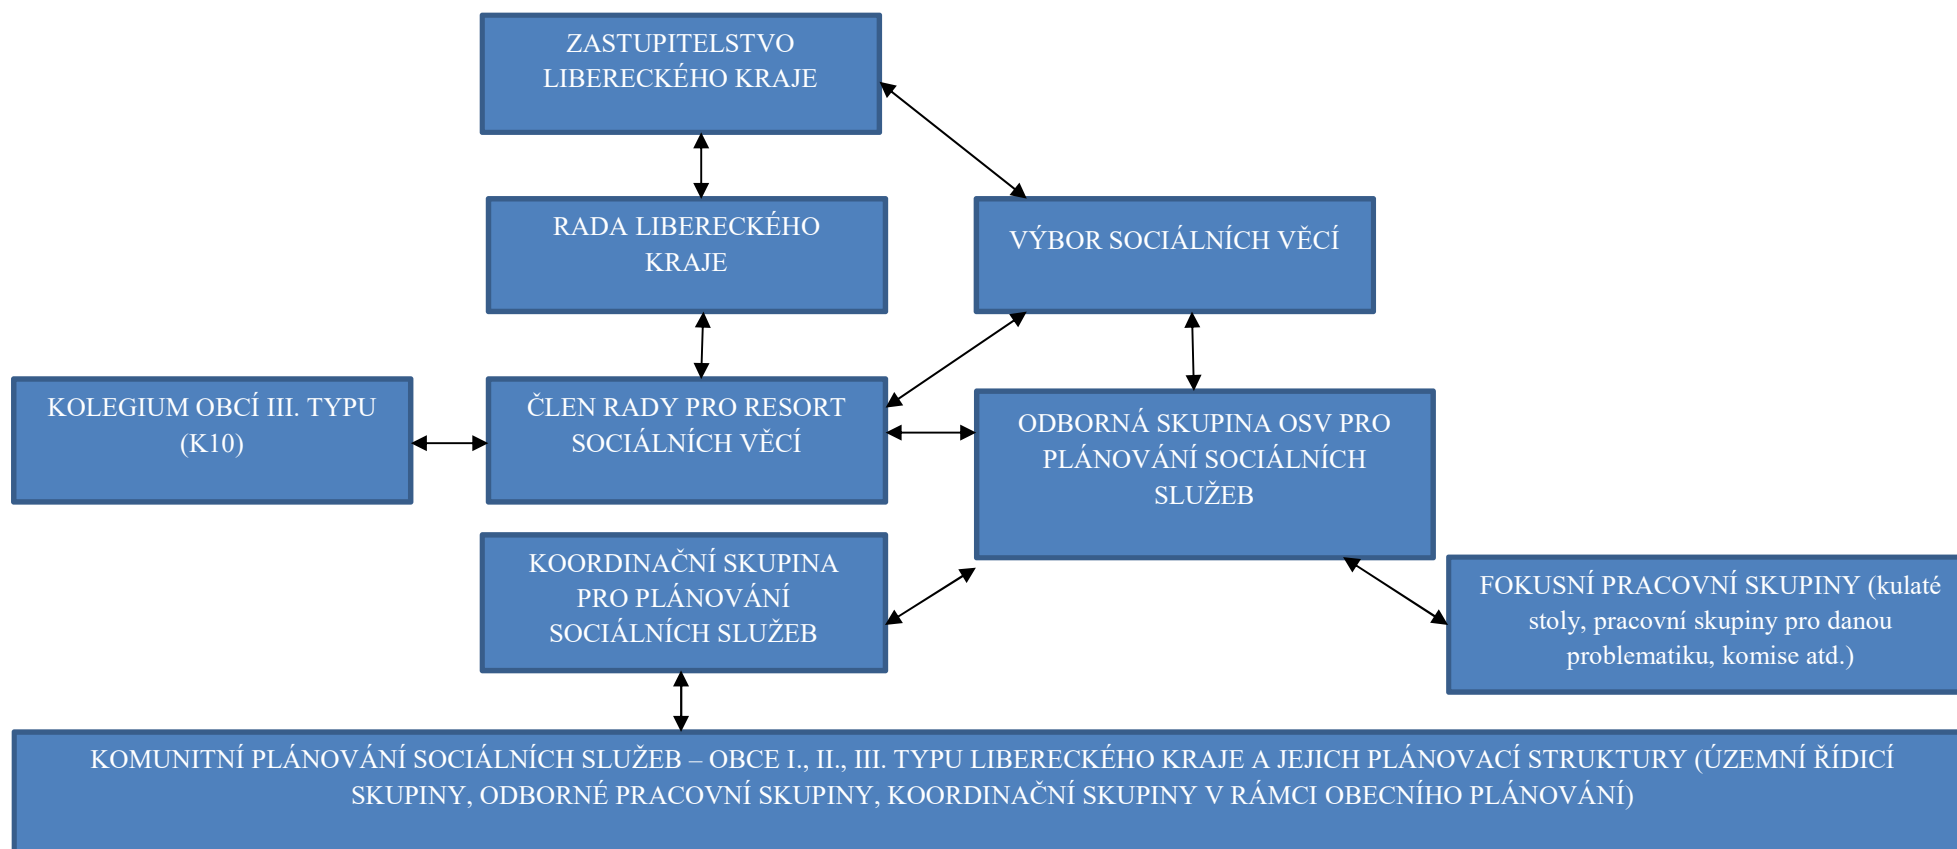 ZASTUPITELSTVO
LIBERECKÉHO KRAJE
RADA LIBERECKÉHO
KRAJE
VÝBOR SOCIÁLNÍCH VĚCÍ
KOLEGIUM OBCÍ III. TYPU
(K10)
ČLEN RADY PRO RESORT
SOCIÁLNÍCH VĚCÍ
ODBORNÁ SKUPINA OSV PRO
PLÁNOVÁNÍ SOCIÁLNÍCH
SLUŽEB
KOORDINAČNÍ SKUPINA
PRO PLÁNOVÁNÍ
SOCIÁLNÍCH SLUŽEB
FOKUSNÍ PRACOVNÍ SKUPINY (kulaté
stoly, pracovní skupiny pro danou
problematiku, komise atd.)
KOMUNITNÍ PLÁNOVÁNÍ SOCIÁLNÍCH SLUŽEB – OBCE I., II., III. TYPU LIBERECKÉHO KRAJE A JEJICH PLÁNOVACÍ STRUKTURY (ÚZEMNÍ ŘÍDICÍ
SKUPINY, ODBORNÉ PRACOVNÍ SKUPINY, KOORDINAČNÍ SKUPINY V RÁMCI OBECNÍHO PLÁNOVÁNÍ)